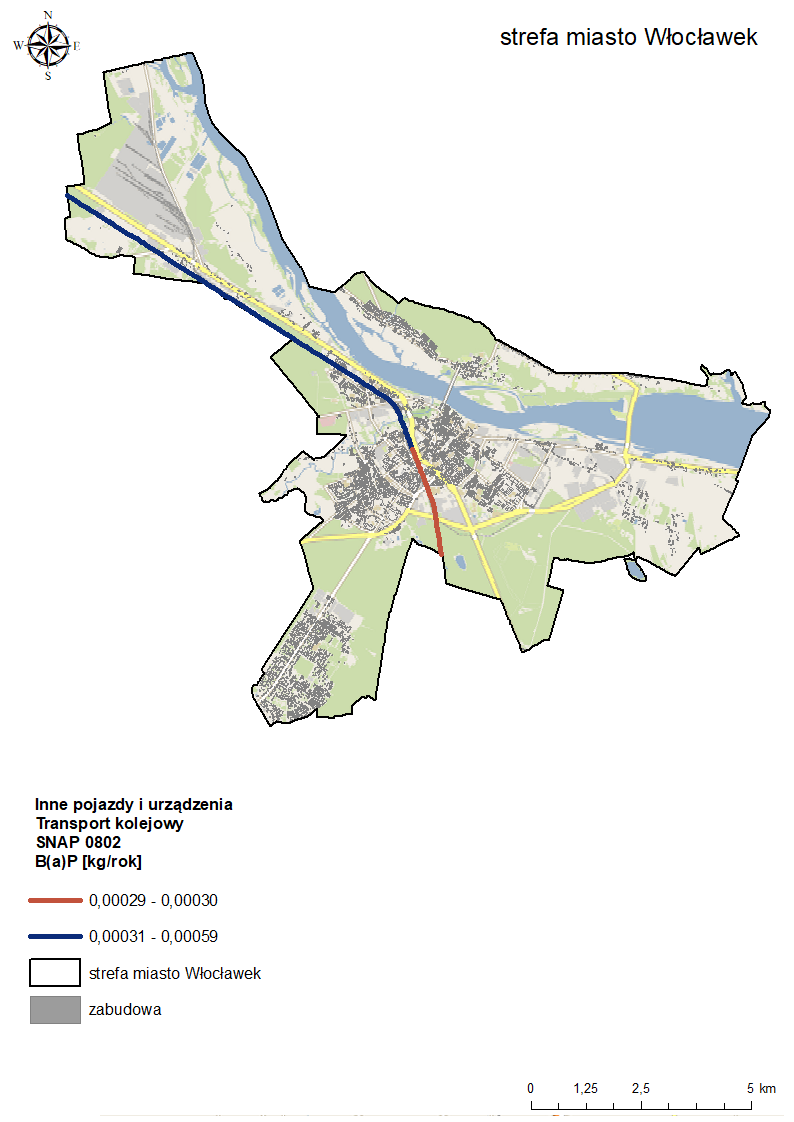 N
W E
S
strefa miasto Włocławek
Inne pojazdy i urządzenia
Transport kolejowy
SNAP 0802
B(a)P [kg/rok]
0,00029 - 0,00030
0,00031 - 0,00059
strefa miasto Włocławek
zabudowa
0 1,25 2,5 5 km